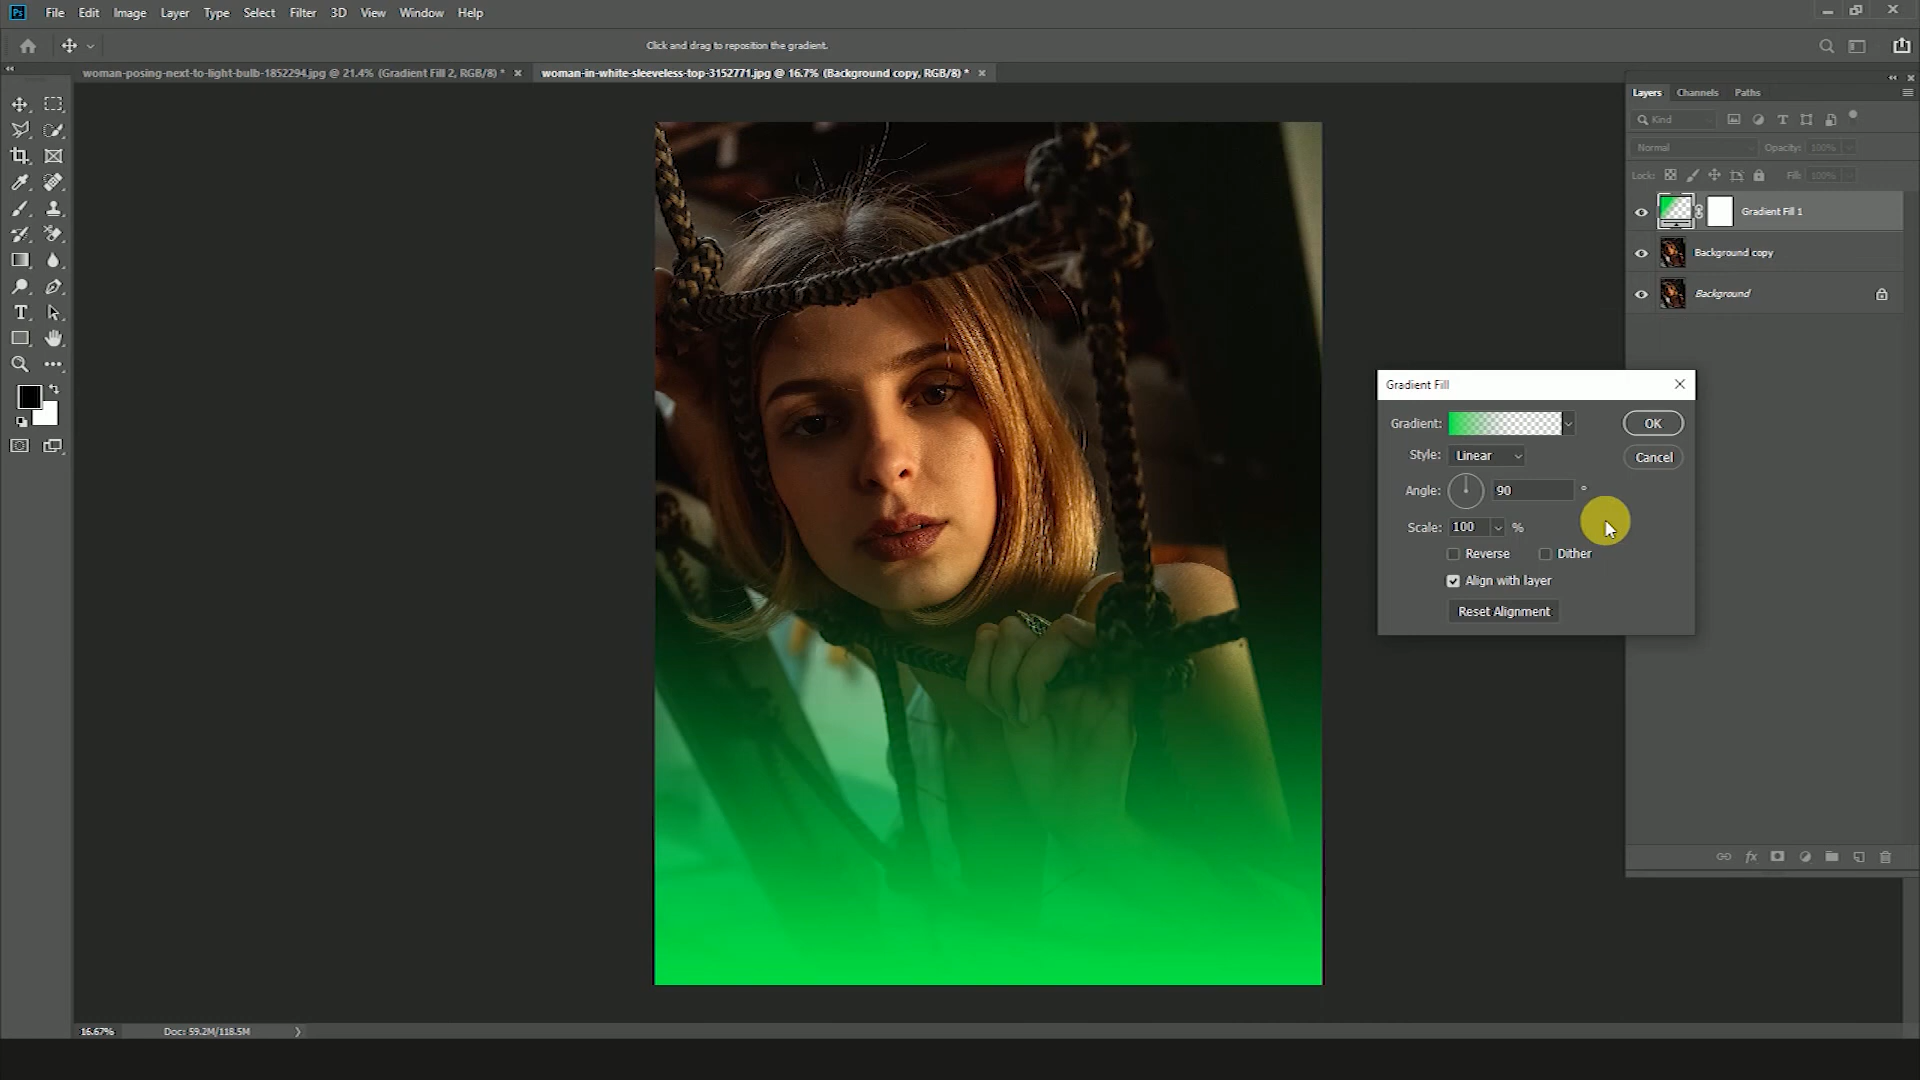 Ps File Edit Image Layer Type Select Filter 3D View Window Help
Click and drag to reposition the gradient.
woman-posing-next-to-light-bulb-1852294.jpg @ 21.4% (Gradient Fill 2, RGB/8) * × woman-in-white-sleeveless-top-3152771.jpg @ 16.7% (Background copy, RGB/8) * ×
Layers Channels Paths
Kind
Normal Opacity: 100%
Lock: Fill: 100%
Gradient Fill 1
Background copy
Background
Gradient Fill
Gradient: OK
Style: Linear Cancel
Angle: 90 °
Scale: 100 %
Reverse Dither
Align with layer
Reset Alignment
16.67% Doc: 59.2M/118.5M